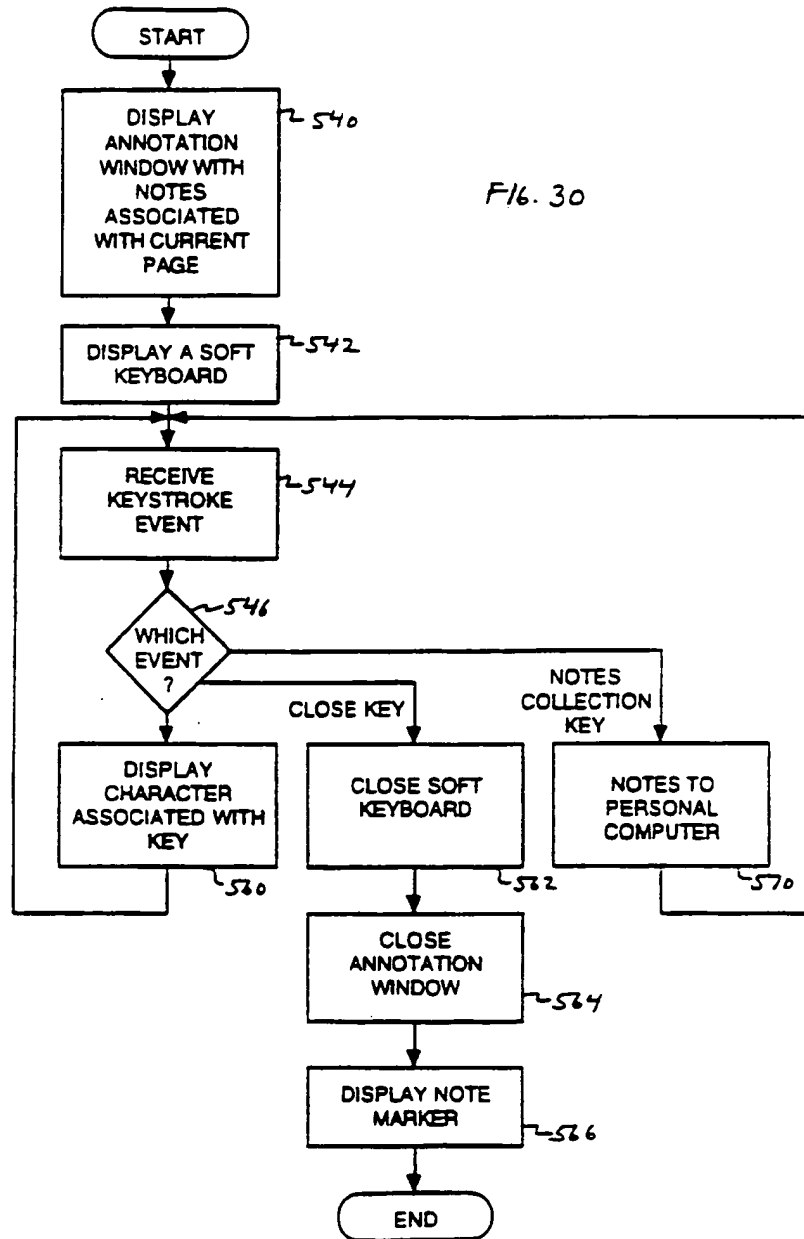 START
DISPLAY
ANNOTATION
WINDOW WITH
NOTES
ASSOCIATED
WITH CURRENT
PAGE
540
FIG. 30
DISPLAY A SOFT
KEYBOARD
542
RECEIVE
KEYSTROKE
EVENT
544
WHICH
EVENT
?
546
CLOSE KEY
NOTES
COLLECTION
KEY
DISPLAY
CHARACTER
ASSOCIATED WITH
KEY
560
CLOSE SOFT
KEYBOARD
562
NOTES TO
PERSONAL
COMPUTER
570
CLOSE
ANNOTATION
WINDOW
564
DISPLAY NOTE
MARKER
566
END